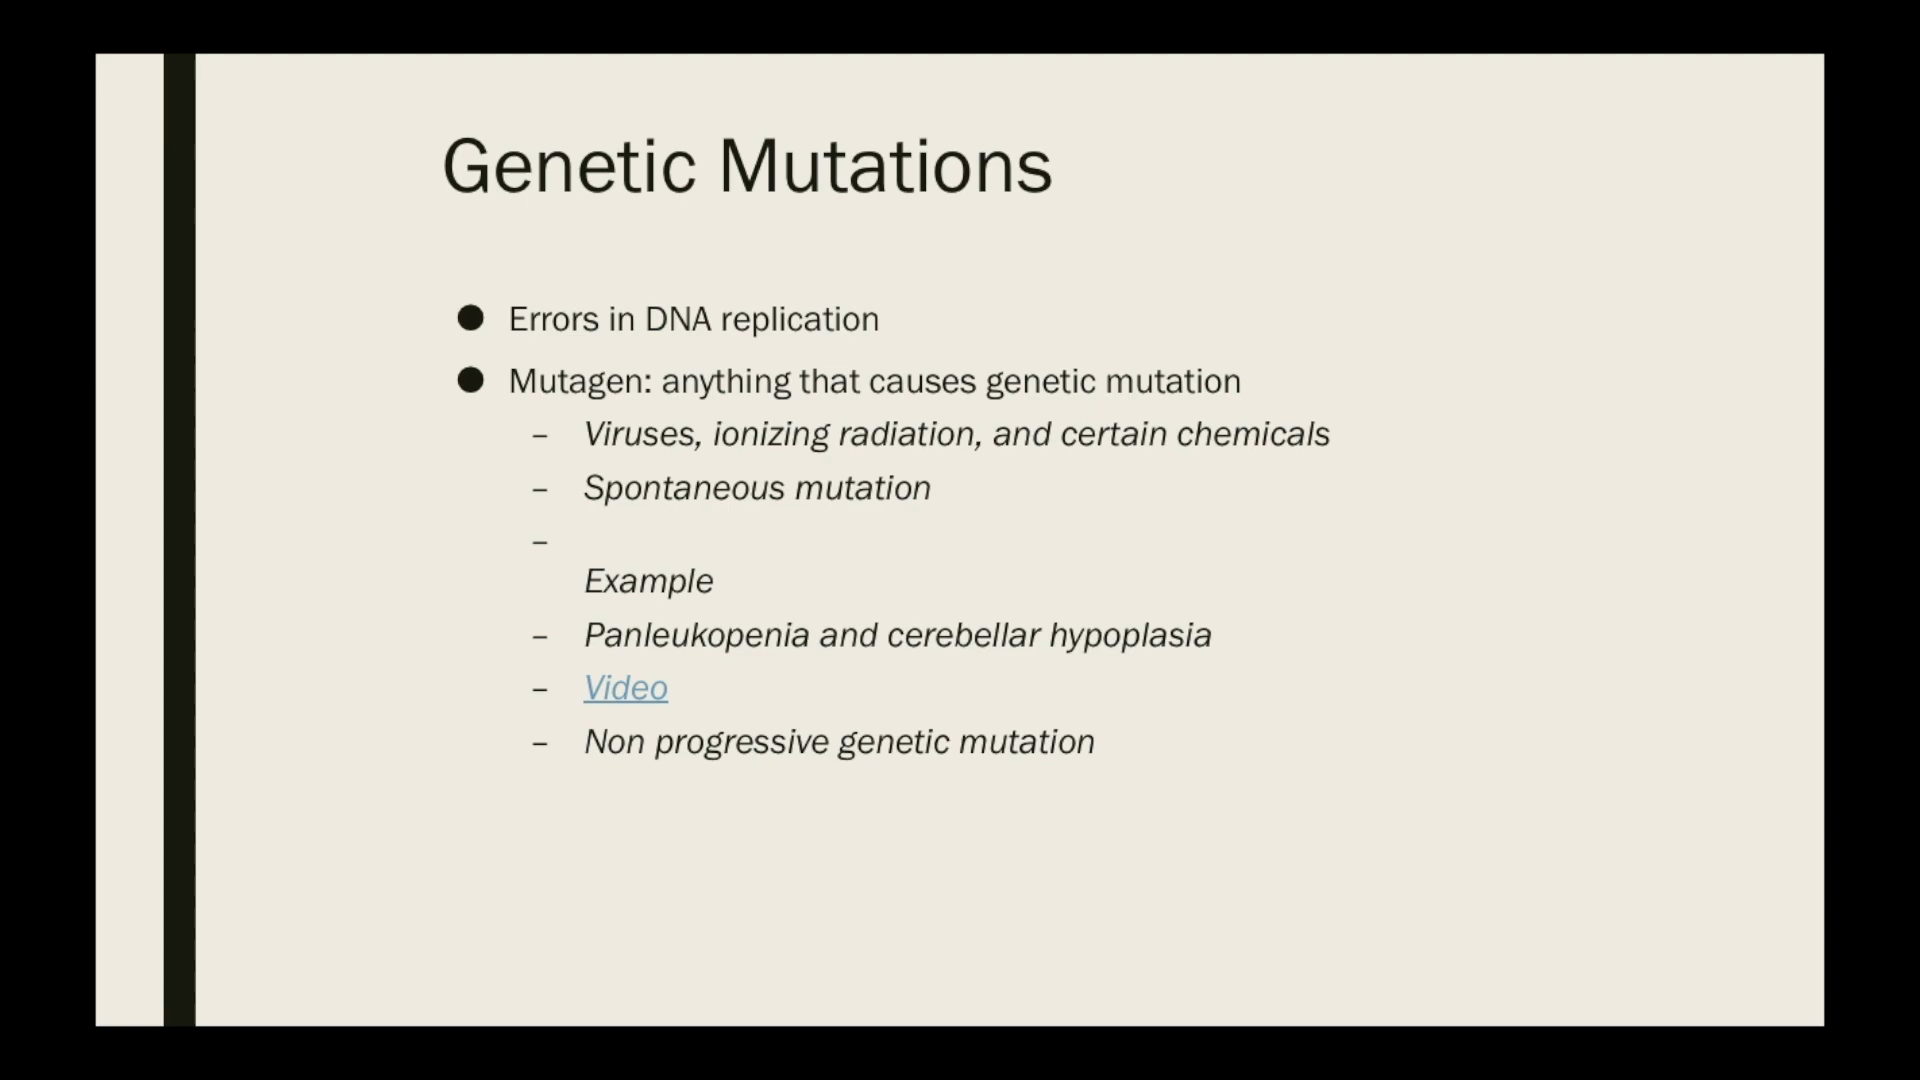 Genetic Mutations
● Errors in DNA replication
● Mutagen: anything that causes genetic mutation
– Viruses, ionizing radiation, and certain chemicals
– Spontaneous mutation
–
Example
– Panleukopenia and cerebellar hypoplasia
– Video
– Non progressive genetic mutation